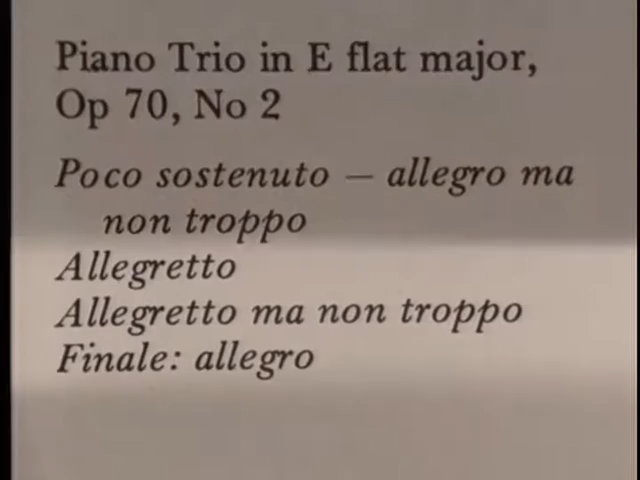 Piano Trio in E flat major,
Op 70, No 2
Poco sostenuto — allegro ma
non troppo
Allegretto
Allegretto ma non troppo
Finale: allegro